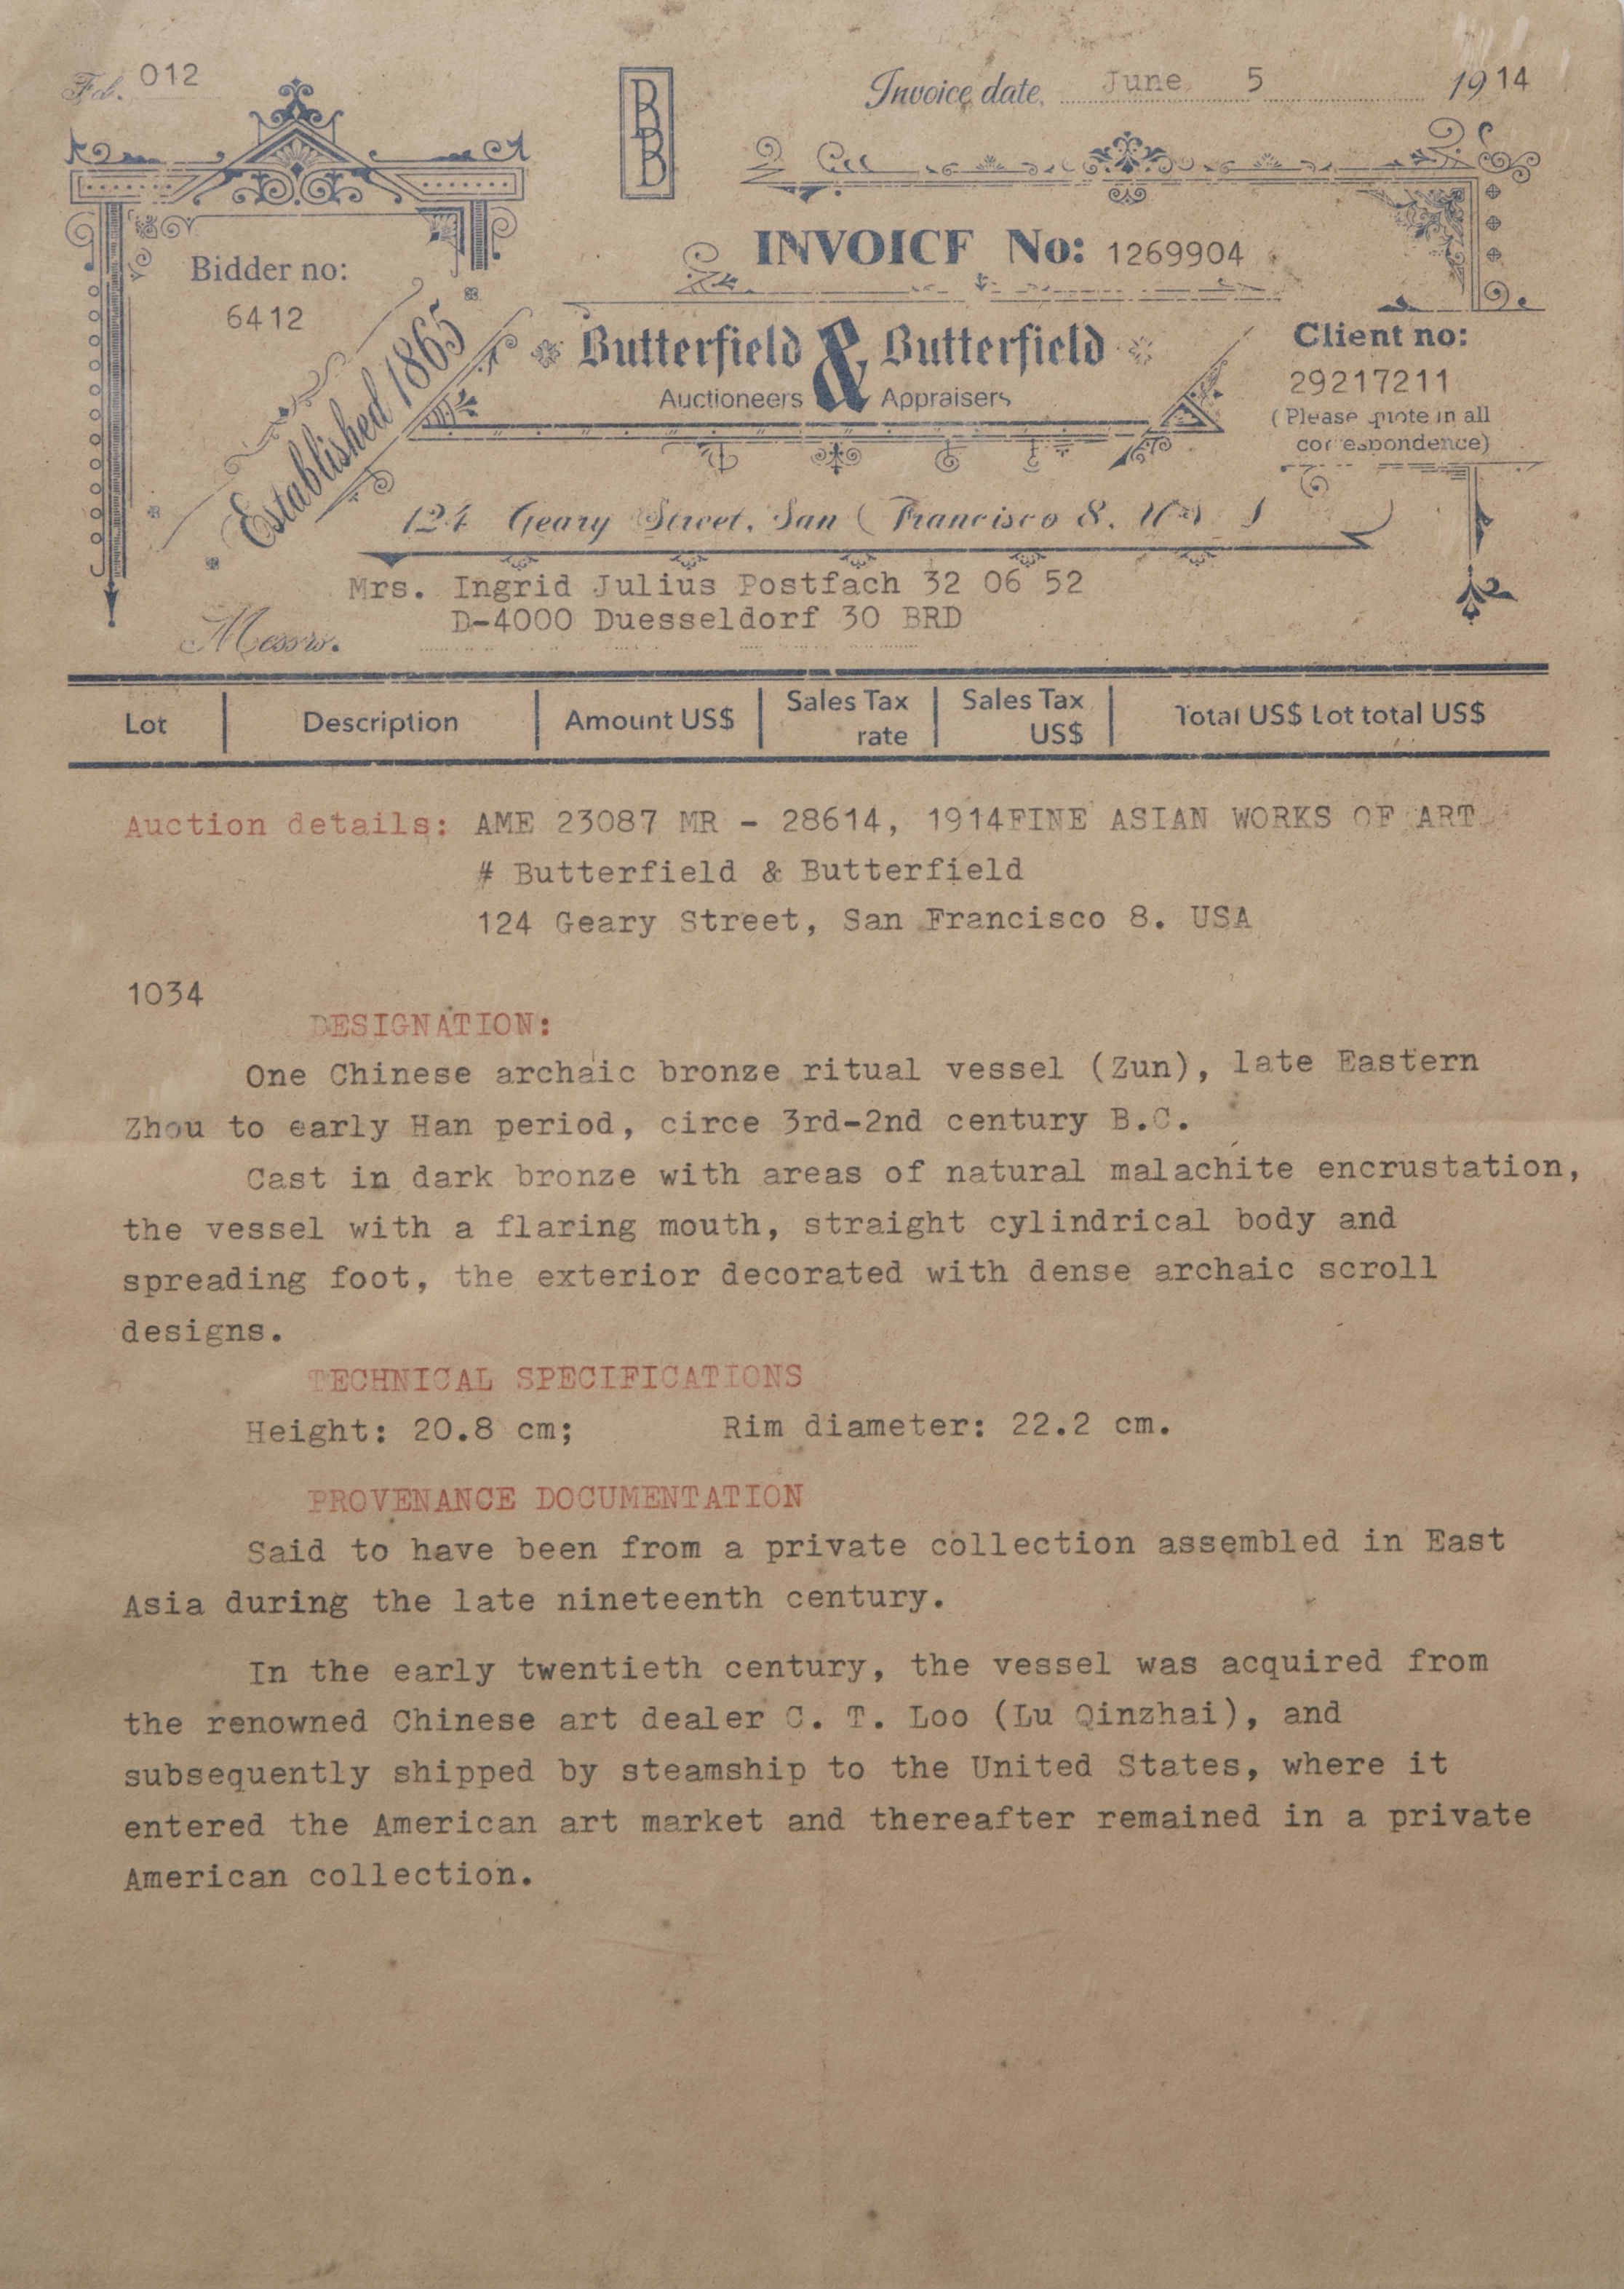 Fol. 012
BB
Invoice date, June 5 1914
Bidder no:
6412
INVOICF No: 1269904
Established 1865
Butterfield & Butterfield
Auctioneers Appraisers
Client no:
29217211
(Please quote in all
correspondence)
124 Geary Street, San Francisco 8.
Mrs. Ingrid Julius Postfach 32 06 52
D-4000 Duesseldorf 30 BRD
Messrs.
Lot Description Amount US$ Sales Tax rate Sales Tax US$ Total US$ Lot total US$
Auction details: AME 23087 MR - 28614, 1914FINE ASIAN WORKS OF ART
# Butterfield & Butterfield
124 Geary Street, San Francisco 8. USA
1034
DESIGNATION:
One Chinese archaic bronze ritual vessel (Zun), late Eastern
Zhou to early Han period, circe 3rd-2nd century B.C.
Cast in dark bronze with areas of natural malachite encrustation,
the vessel with a flaring mouth, straight cylindrical body and
spreading foot, the exterior decorated with dense archaic scroll
designs.
TECHNICAL SPECIFICATIONS
Height: 20.8 cm; Rim diameter: 22.2 cm.
PROVENANCE DOCUMENTATION
Said to have been from a private collection assembled in East
Asia during the late nineteenth century.
In the early twentieth century, the vessel was acquired from
the renowned Chinese art dealer C. T. Loo (Lu Qinzhai), and
subsequently shipped by steamship to the United States, where it
entered the American art market and thereafter remained in a private
American collection.